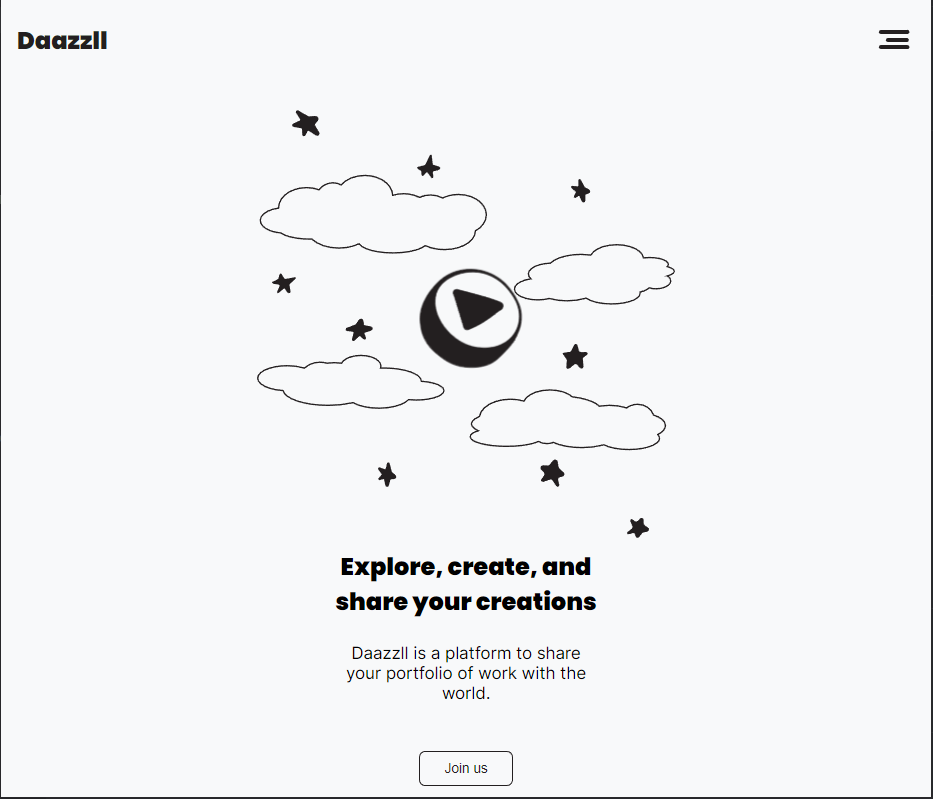 Daazzll
Explore, create, and
share your creations
Daazzll is a platform to share
your portfolio of work with the
world.
Join us